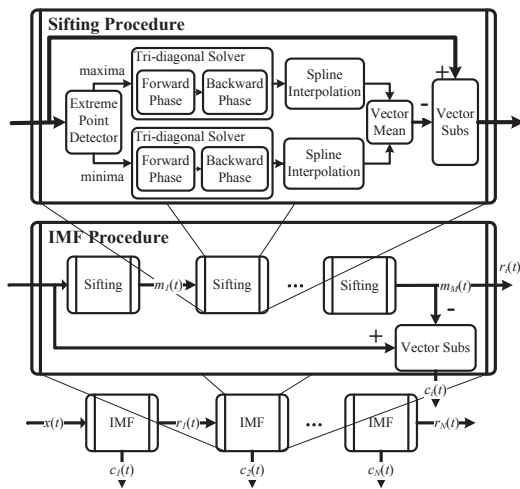 Sifting Procedure
maxima
Tri-diagonal Solver
Forward
Phase
Backward
Phase
Spline
Interpolation
+
Extreme
Point
Detector
Vector
Mean
-
Vector
Subs
Tri-diagonal Solver
minima
Forward
Phase
Backward
Phase
Spline
Interpolation
IMF Procedure
Sifting
m1(t)
Sifting
...
Sifting
mM(t)
ri(t)
-
+
Vector Subs
ci(t)
x(t)
IMF
r1(t)
IMF
...
IMF
rN(t)
c1(t)
c2(t)
cN(t)